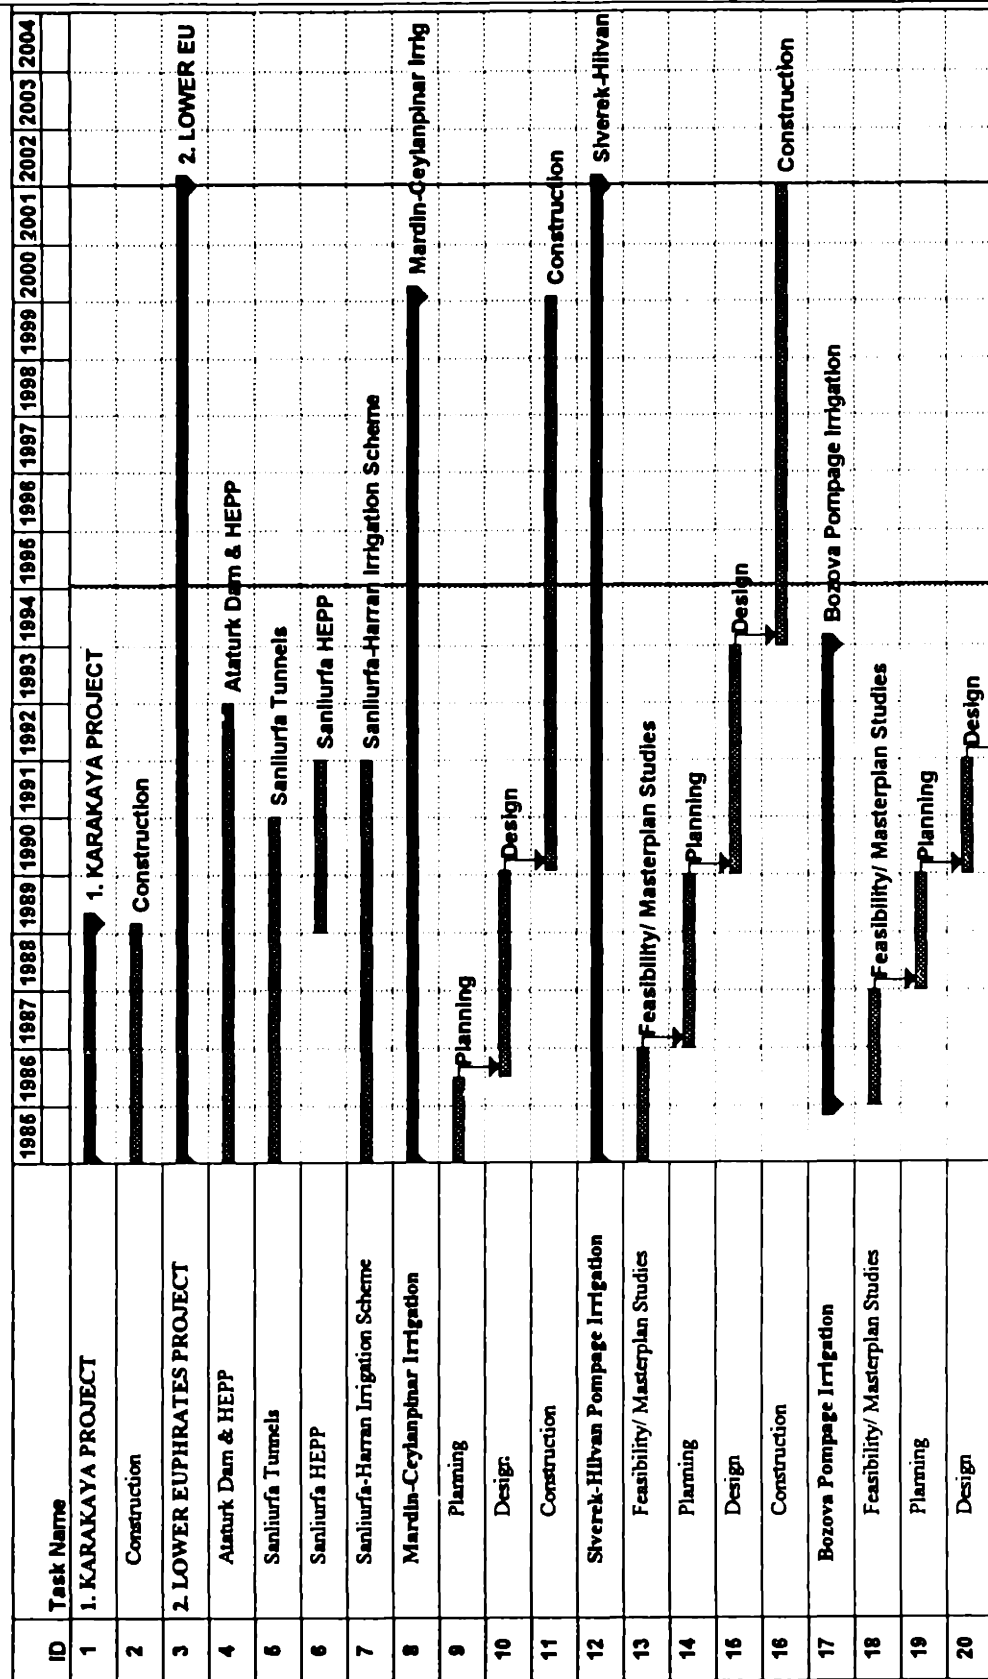 ID Task Name 1985 1986 1987 1988 1989 1990 1991 1992 1993 1994 1995 1996 1997 1998 1999 2000 2001 2002 2003 2004
1 1. KARAKAYA PROJECT 1. KARAKAYA PROJECT
2 Construction Construction
3 2. LOWER EUPHRATES PROJECT 2. LOWER EU
4 Ataturk Dam & HEPP Ataturk Dam & HEPP
5 Sanliurfa Tunnels Sanliurfa Tunnels
6 Sanliurfa HEPP Sanliurfa HEPP
7 Sanliurfa-Harran Irrigation Scheme Sanliurfa-Harran Irrigation Scheme
8 Mardin-Ceylanpinar Irrigation Mardin-Ceylanpinar Irrig
9 Planning Planning
10 Design Design
11 Construction Construction
12 Siverek-Hilvan Pompage Irrigation Siverek-Hilvan
13 Feasibility/ Masterplan Studies Feasibility/ Masterplan Studies
14 Planning Planning
15 Design Design
16 Construction Construction
17 Bozova Pompage Irrigation Bozova Pompage Irrigation
18 Feasibility/ Masterplan Studies Feasibility/ Masterplan Studies
19 Planning Planning
20 Design Design